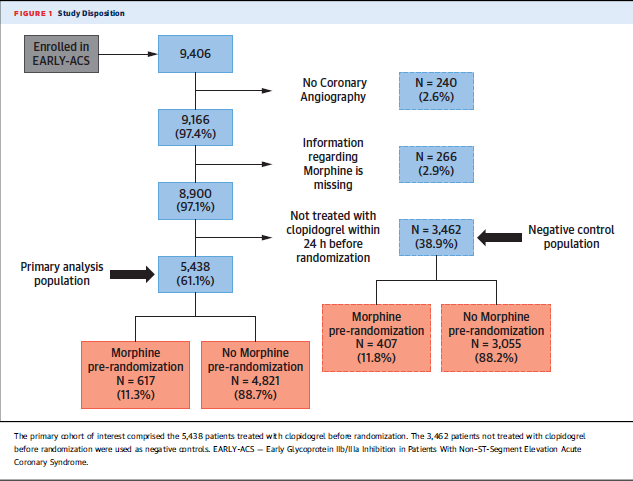 FIGURE 1 Study Disposition
Enrolled in
EARLY-ACS
9,406
No Coronary
Angiography
N = 240
(2.6%)
9,166
(97.4%)
Information
regarding
Morphine is
missing
N = 266
(2.9%)
8,900
(97.1%)
Not treated with
clopidogrel within
24 h before
randomization
N = 3,462
(38.9%)
Negative control
population
Primary analysis
population
5,438
(61.1%)
Morphine
pre-randomization
N = 407
(11.8%)
No Morphine
pre-randomization
N = 3,055
(88.2%)
Morphine
pre-randomization
N = 617
(11.3%)
No Morphine
pre-randomization
N = 4,821
(88.7%)
The primary cohort of interest comprised the 5,438 patients treated with clopidogrel before randomization. The 3,462 patients not treated with clopidogrel
before randomization were used as negative controls. EARLY-ACS — Early Glycoprotein IIb/IIIa Inhibition in Patients With Non-ST-Segment Elevation Acute
Coronary Syndrome.